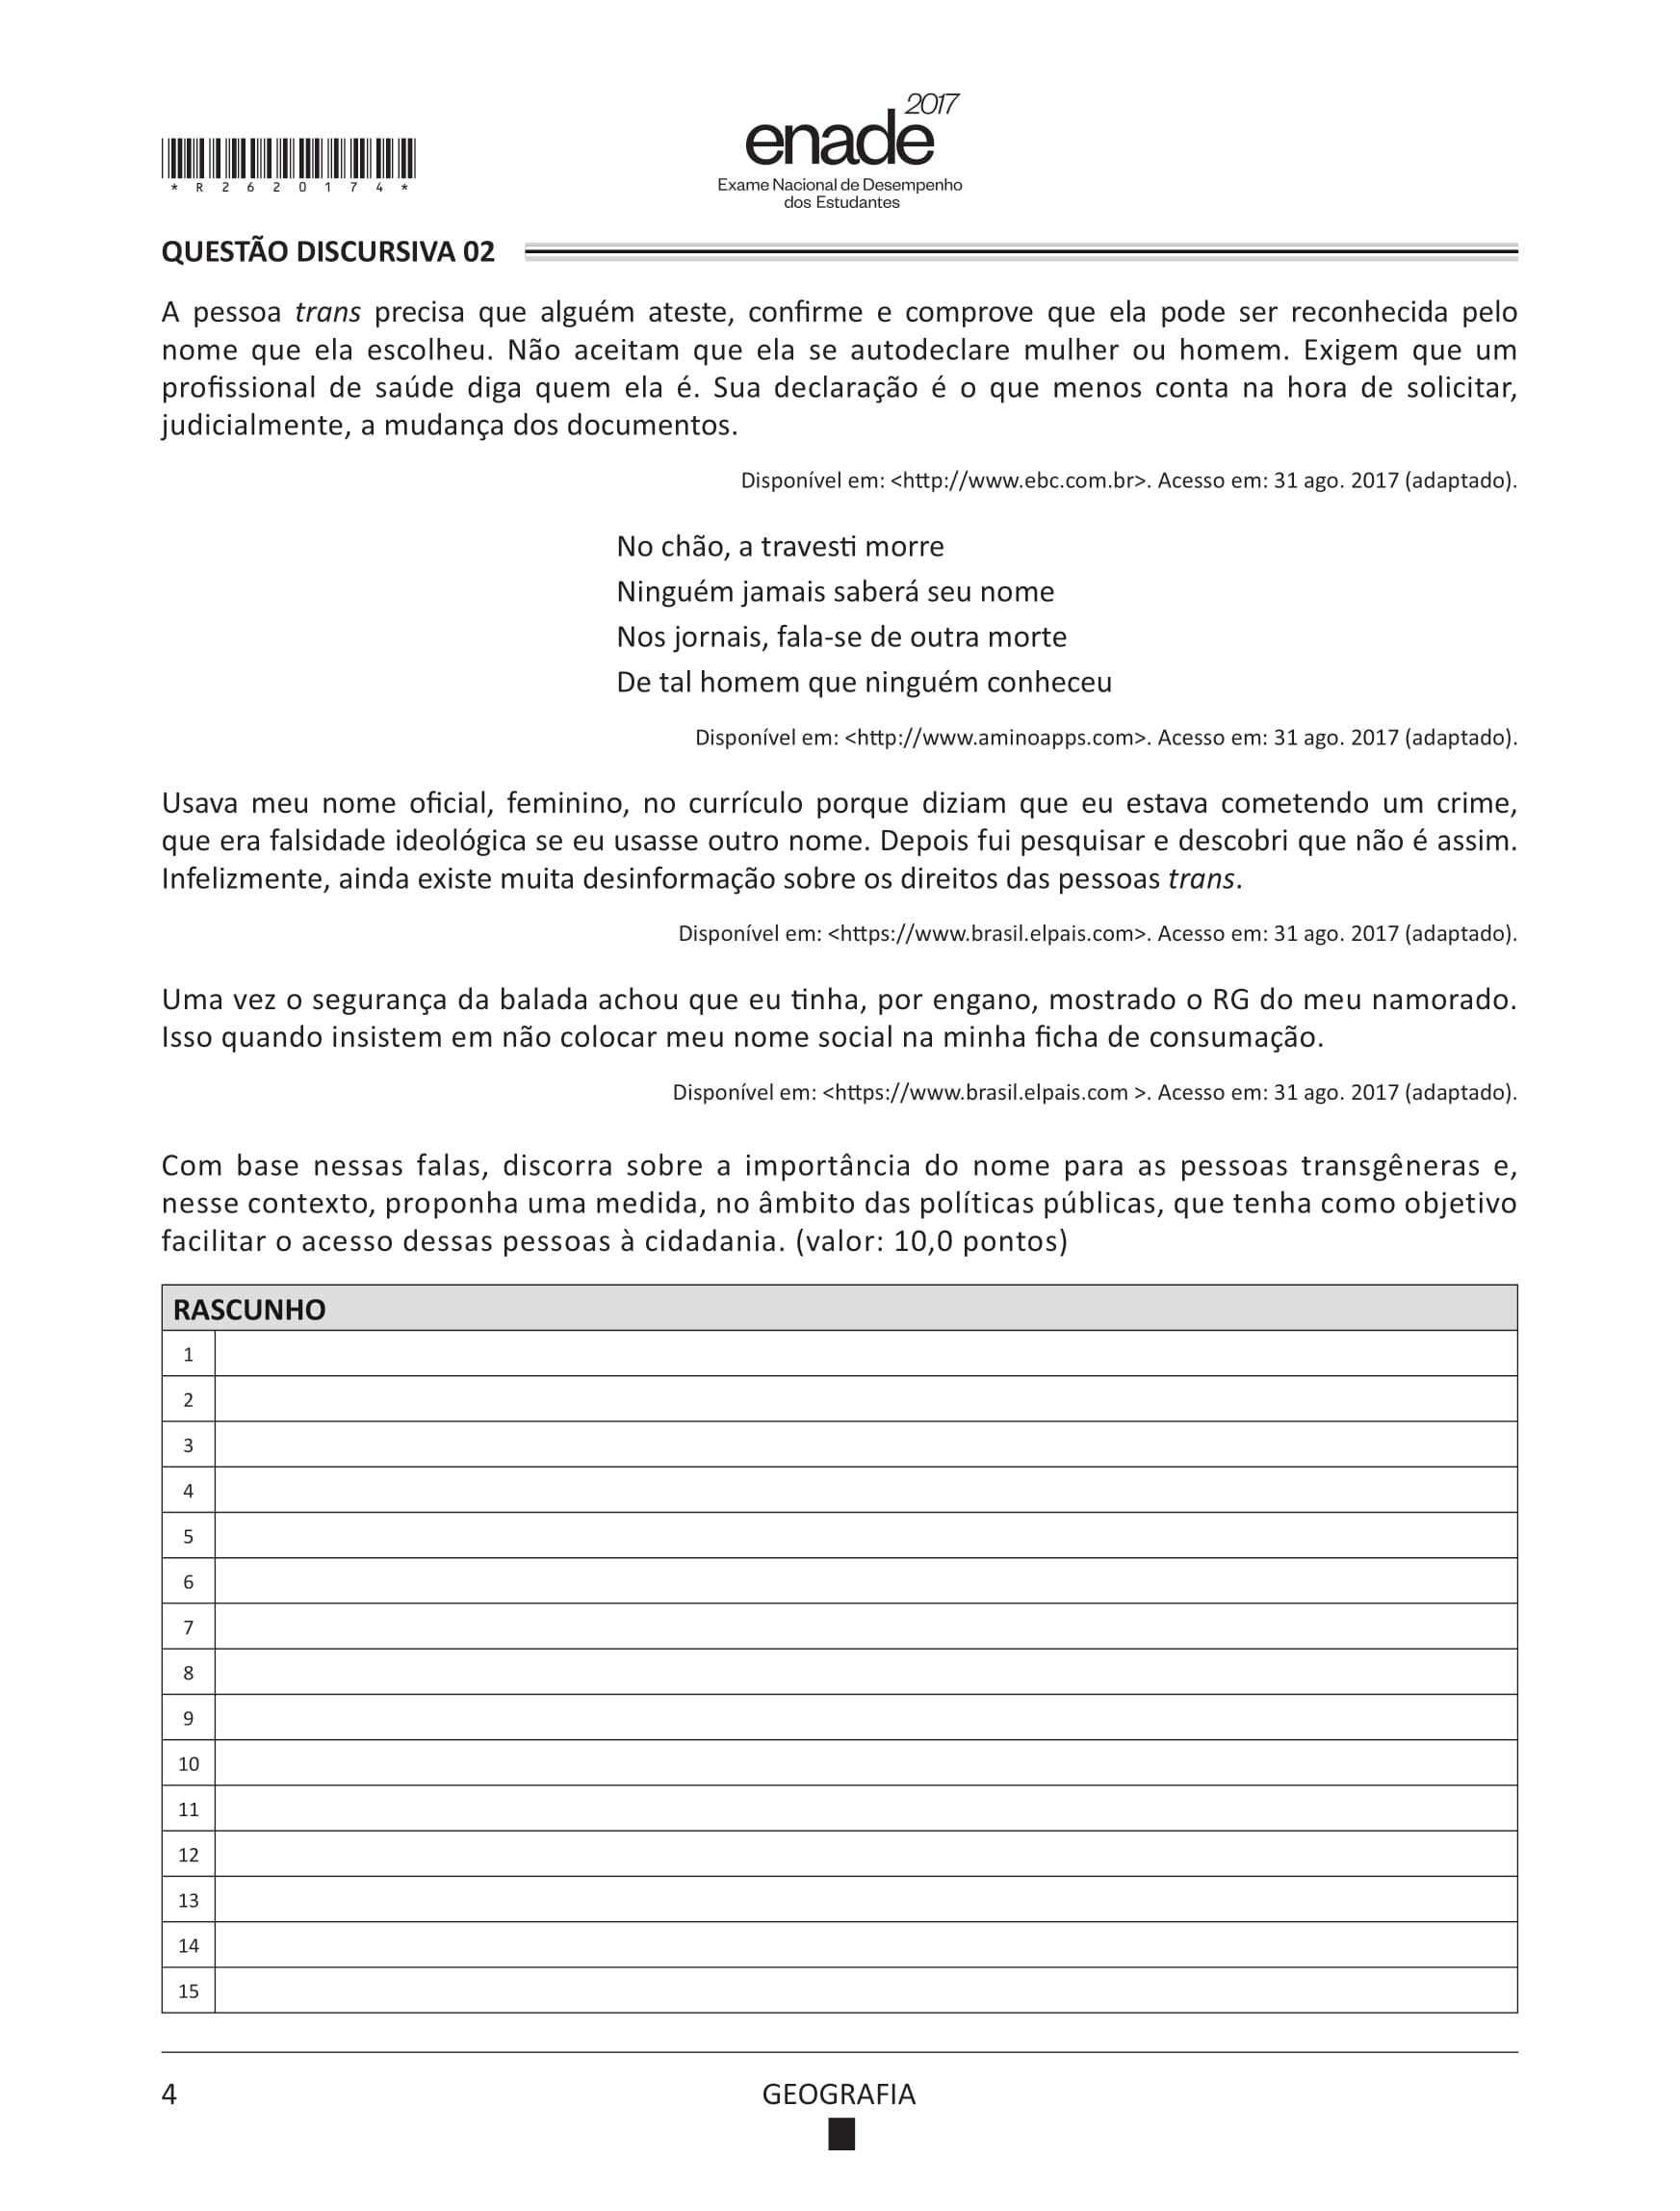 * R 2 6 2 0 1 7 4 *
2017
enade
Exame Nacional de Desempenho
dos Estudantes
QUESTÃO DISCURSIVA 02
A pessoa trans precisa que alguém ateste, confirme e comprove que ela pode ser reconhecida pelo
nome que ela escolheu. Não aceitam que ela se autodeclare mulher ou homem. Exigem que um
profissional de saúde diga quem ela é. Sua declaração é o que menos conta na hora de solicitar,
judicialmente, a mudança dos documentos.
Disponível em: <http://www.ebc.com.br>. Acesso em: 31 ago. 2017 (adaptado).
No chão, a travesti morre
Ninguém jamais saberá seu nome
Nos jornais, fala-se de outra morte
De tal homem que ninguém conheceu
Disponível em: <http://www.aminoapps.com>. Acesso em: 31 ago. 2017 (adaptado).
Usava meu nome oficial, feminino, no currículo porque diziam que eu estava cometendo um crime,
que era falsidade ideológica se eu usasse outro nome. Depois fui pesquisar e descobri que não é assim.
Infelizmente, ainda existe muita desinformação sobre os direitos das pessoas trans.
Disponível em: <https://www.brasil.elpais.com>. Acesso em: 31 ago. 2017 (adaptado).
Uma vez o segurança da balada achou que eu tinha, por engano, mostrado o RG do meu namorado.
Isso quando insistem em não colocar meu nome social na minha ficha de consumação.
Disponível em: <https://www.brasil.elpais.com >. Acesso em: 31 ago. 2017 (adaptado).
Com base nessas falas, discorra sobre a importância do nome para as pessoas transgêneras e,
nesse contexto, proponha uma medida, no âmbito das políticas públicas, que tenha como objetivo
facilitar o acesso dessas pessoas à cidadania. (valor: 10,0 pontos)
RASCUNHO
1
2
3
4
5
6
7
8
9
10
11
12
13
14
15
4
GEOGRAFIA